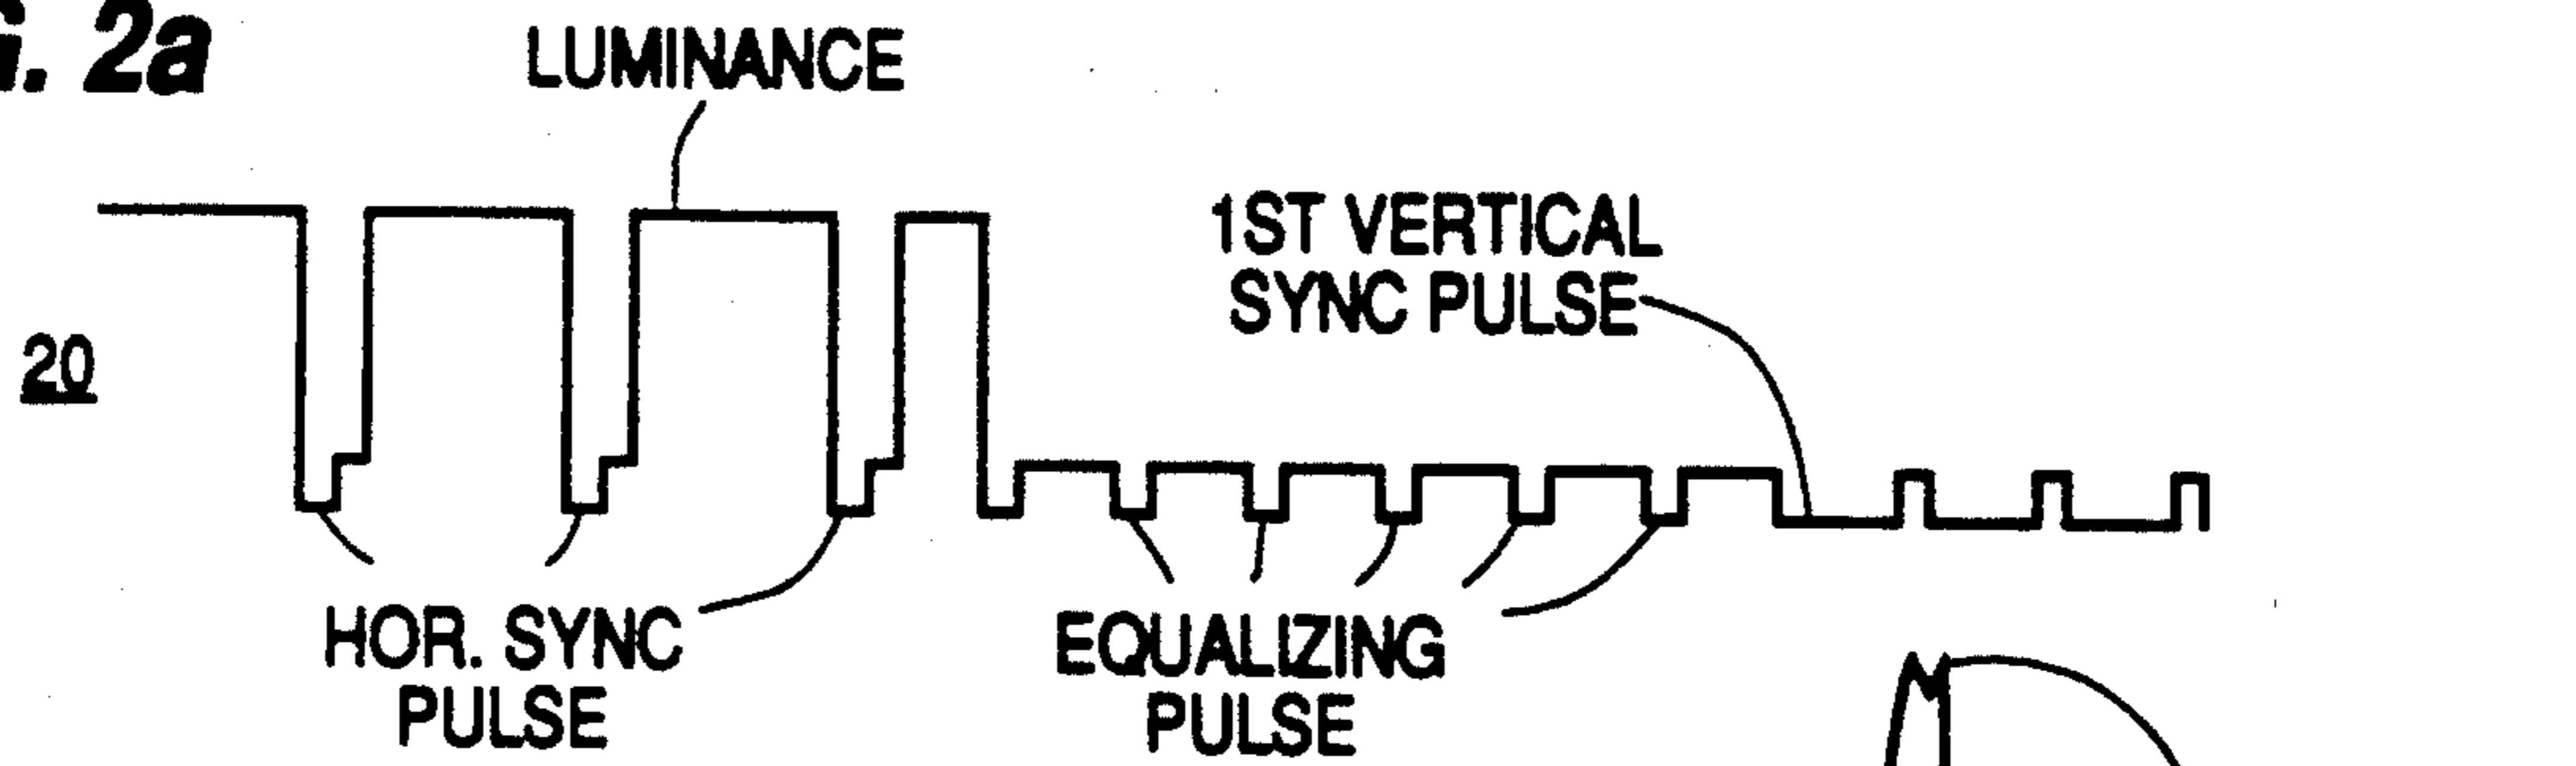 . 2a
LUMINANCE
1ST VERTICAL
SYNC PULSE
20
HOR. SYNC
PULSE
EQUALIZING
PULSE